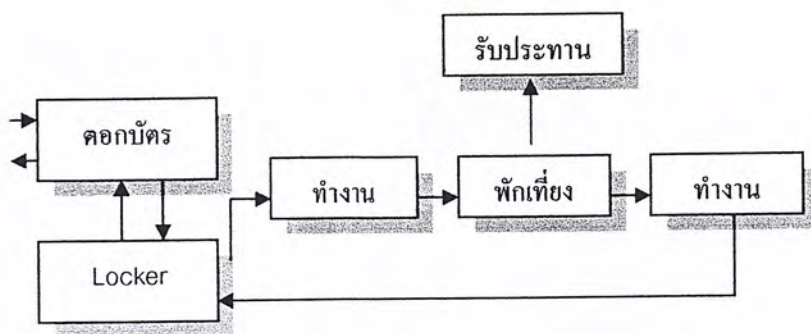 รับประทาน
ตอกบัตร
ทำงาน
พักเที่ยง
ทำงาน
Locker